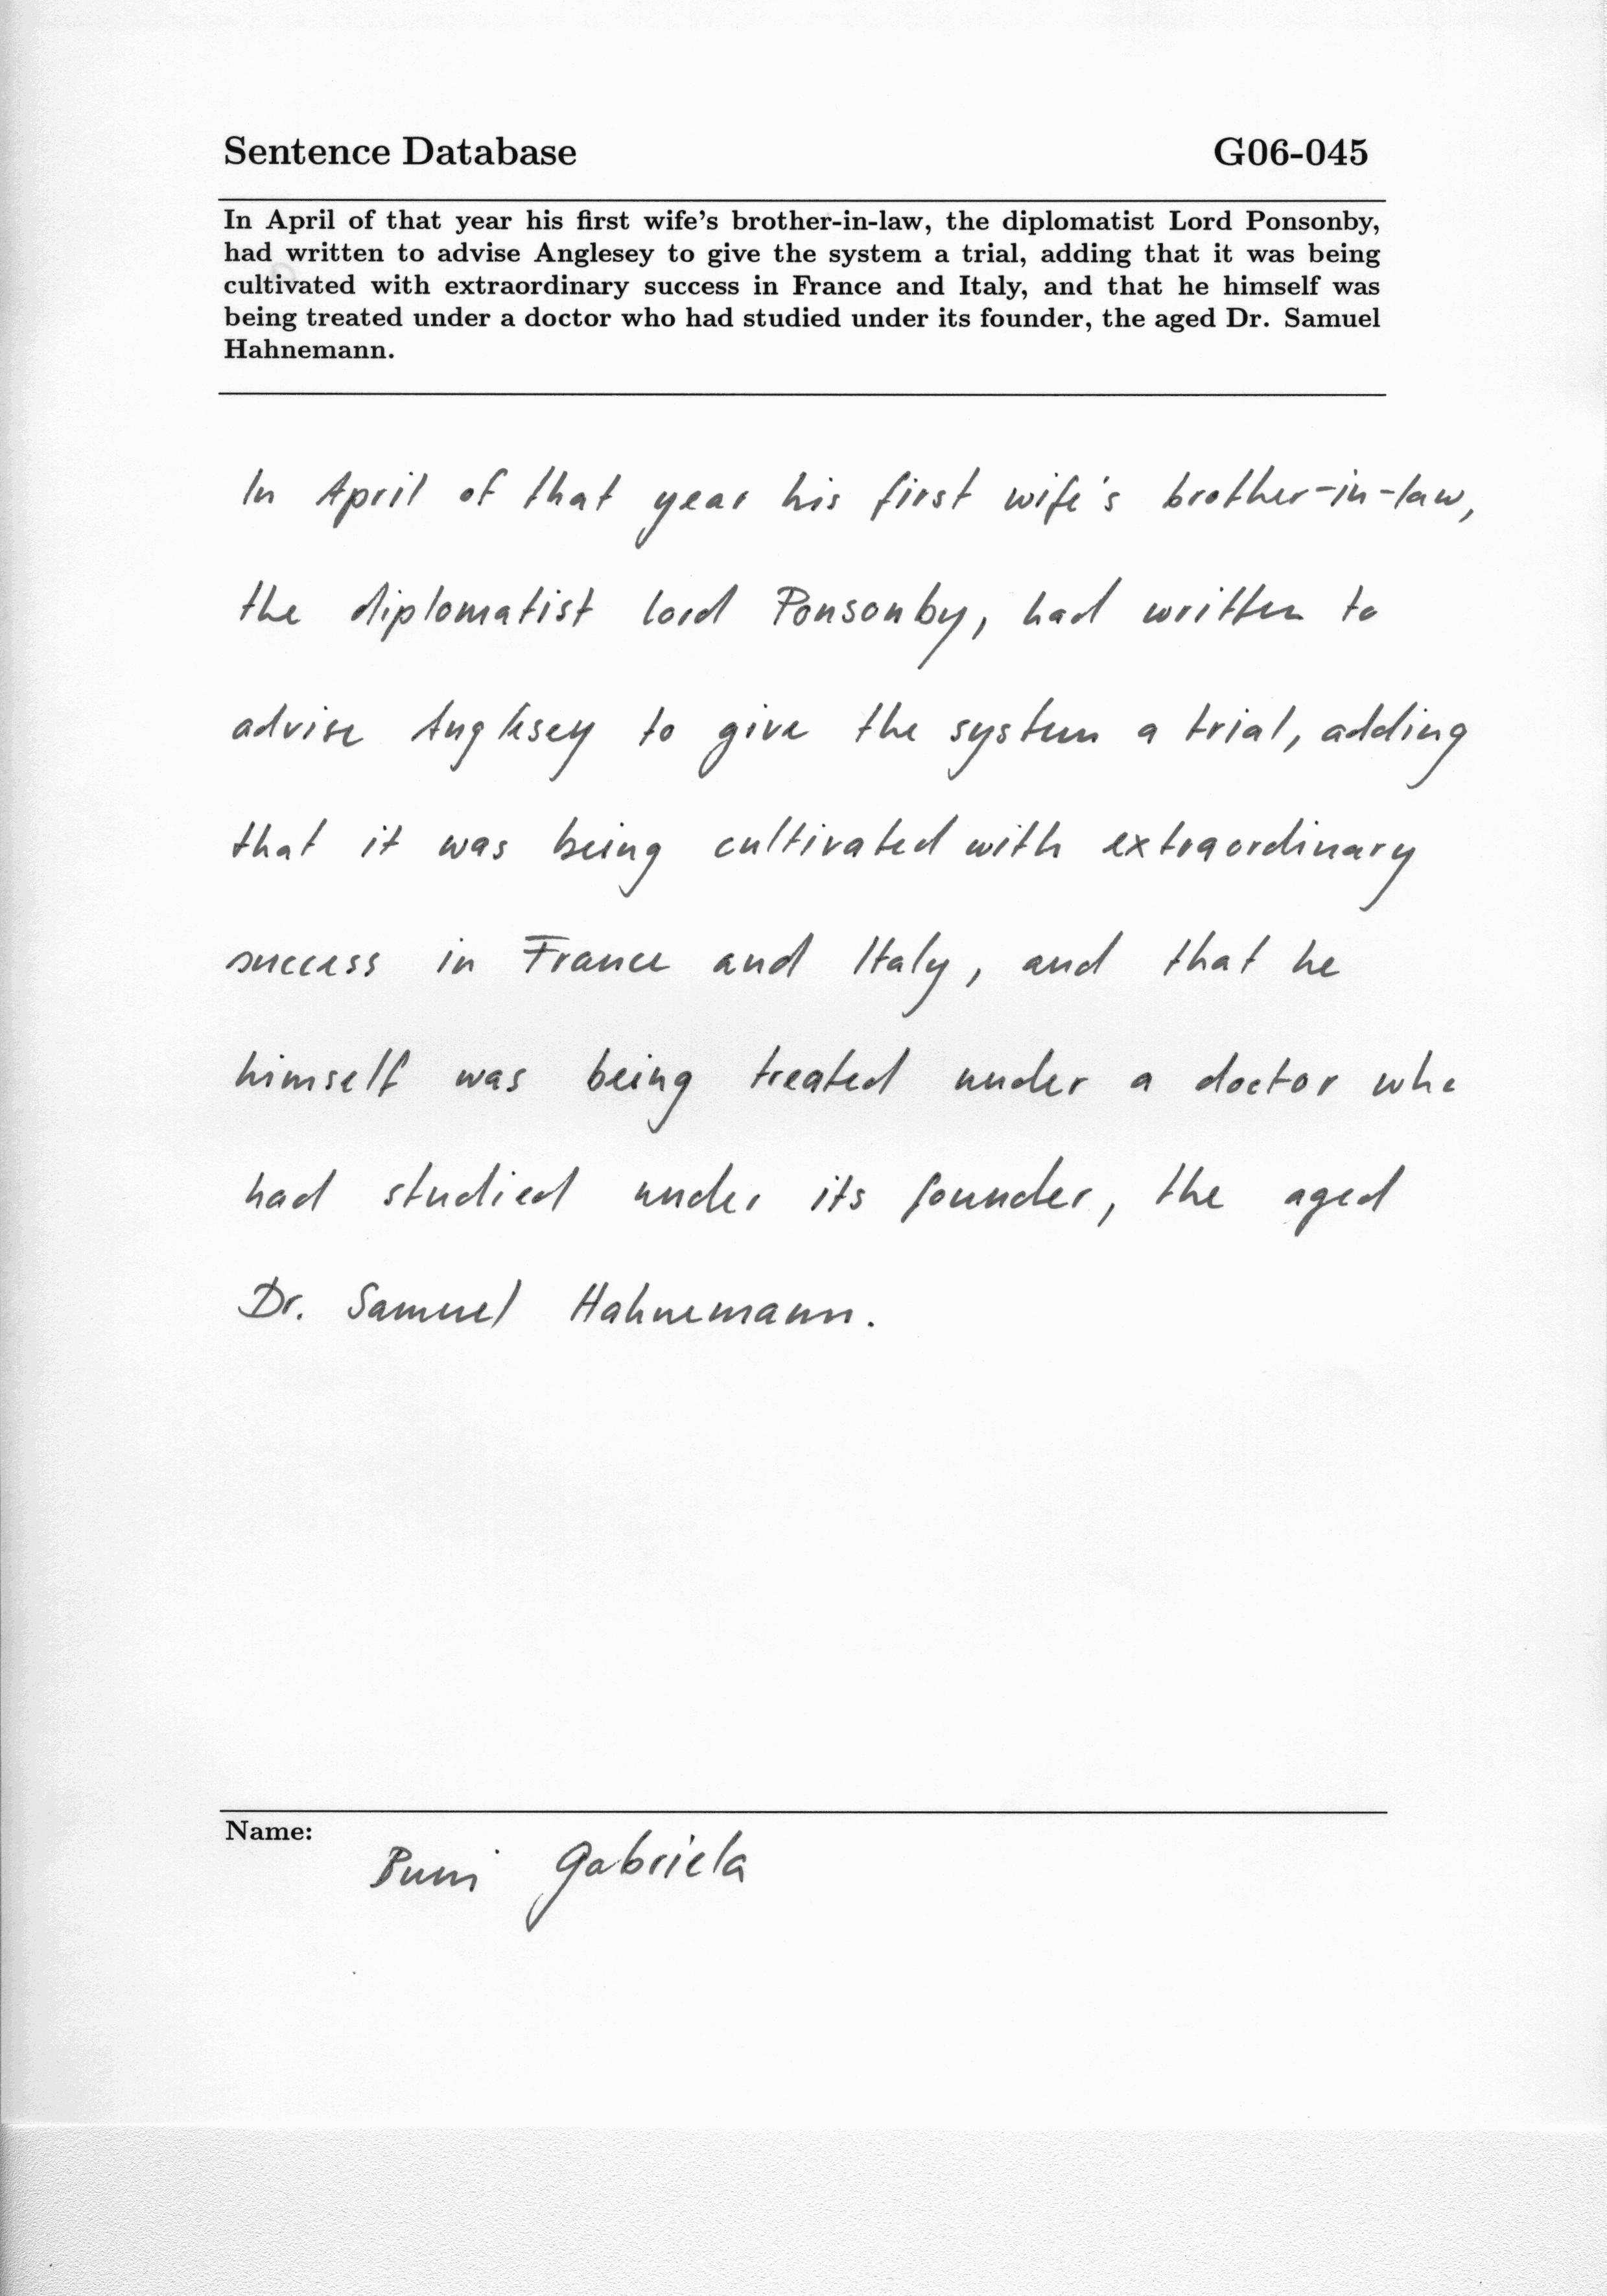 Sentence Database G06-045
In April of that year his first wife's brother-in-law, the diplomatist Lord Ponsonby,
had written to advise Anglesey to give the system a trial, adding that it was being
cultivated with extraordinary success in France and Italy, and that he himself was
being treated under a doctor who had studied under its founder, the aged Dr. Samuel
Hahnemann.
In April of that year his first wife's brother-in-law,
the diplomatist lord Ponsonby, had written to
advise Anglesey to give the system a trial, adding
that it was being cultivated with extraordinary
success in France and Italy, and that he
himself was being treated under a doctor who
had studied under its founder, the aged
Dr. Samuel Hahnemann.
Name:
Gabriela